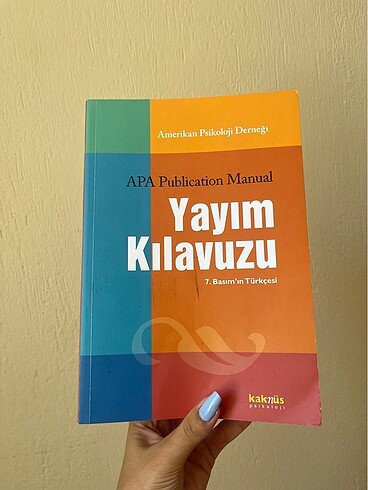 Amerikan Psikoloji Derneği
APA Publication Manual
Yayım
Kılavuzu
7. Basım'ın Türkçesi
kaknüs
psikoloji